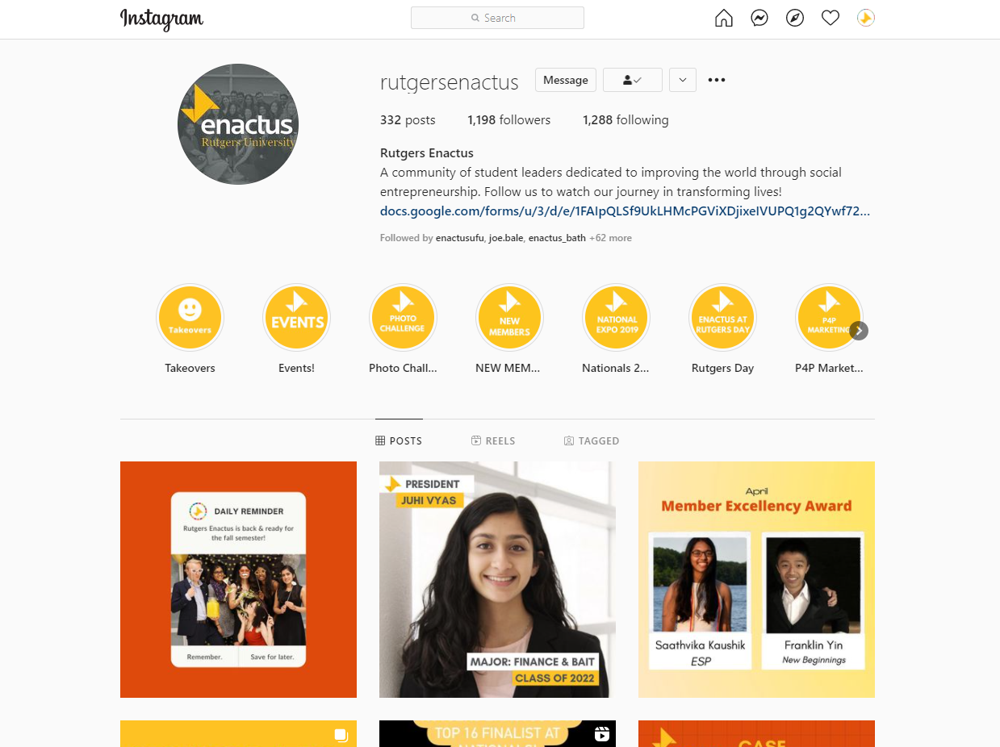 Instagram
Search
rutgersenactus
Message
332 posts
1,198 followers
1,288 following
Rutgers Enactus
A community of student leaders dedicated to improving the world through social
entrepreneurship. Follow us to watch our journey in transforming lives!
docs.google.com/forms/u/3/d/e/1FAIpQLSf9UkLHMcPGViXDjixeIVUPQ1g2QYwf72...
Followed by enactusufu, joe.bale, enactus_bath +62 more
enactus
Rutgers University
Takeovers
EVENTS
PHOTO
CHALLENGE
NEW
MEMBERS
NATIONAL
EXPO 2019
ENACTUS AT
RUTGERS DAY
P4P
MARKETING
Takeovers
Events!
Photo Chall...
NEW MEM...
Nationals 2...
Rutgers Day
P4P Market...
POSTS
REELS
TAGGED
DAILY REMINDER
Rutgers Enactus is back & ready for
the fall semester!
Remember.
Save for later.
PRESIDENT
JUHI VYAS
MAJOR: FINANCE & BAIT
CLASS OF 2022
April
Member Excellency Award
Saathvika Kaushik
ESP
Franklin Yin
New Beginnings
TOP 16 FINALIST AT